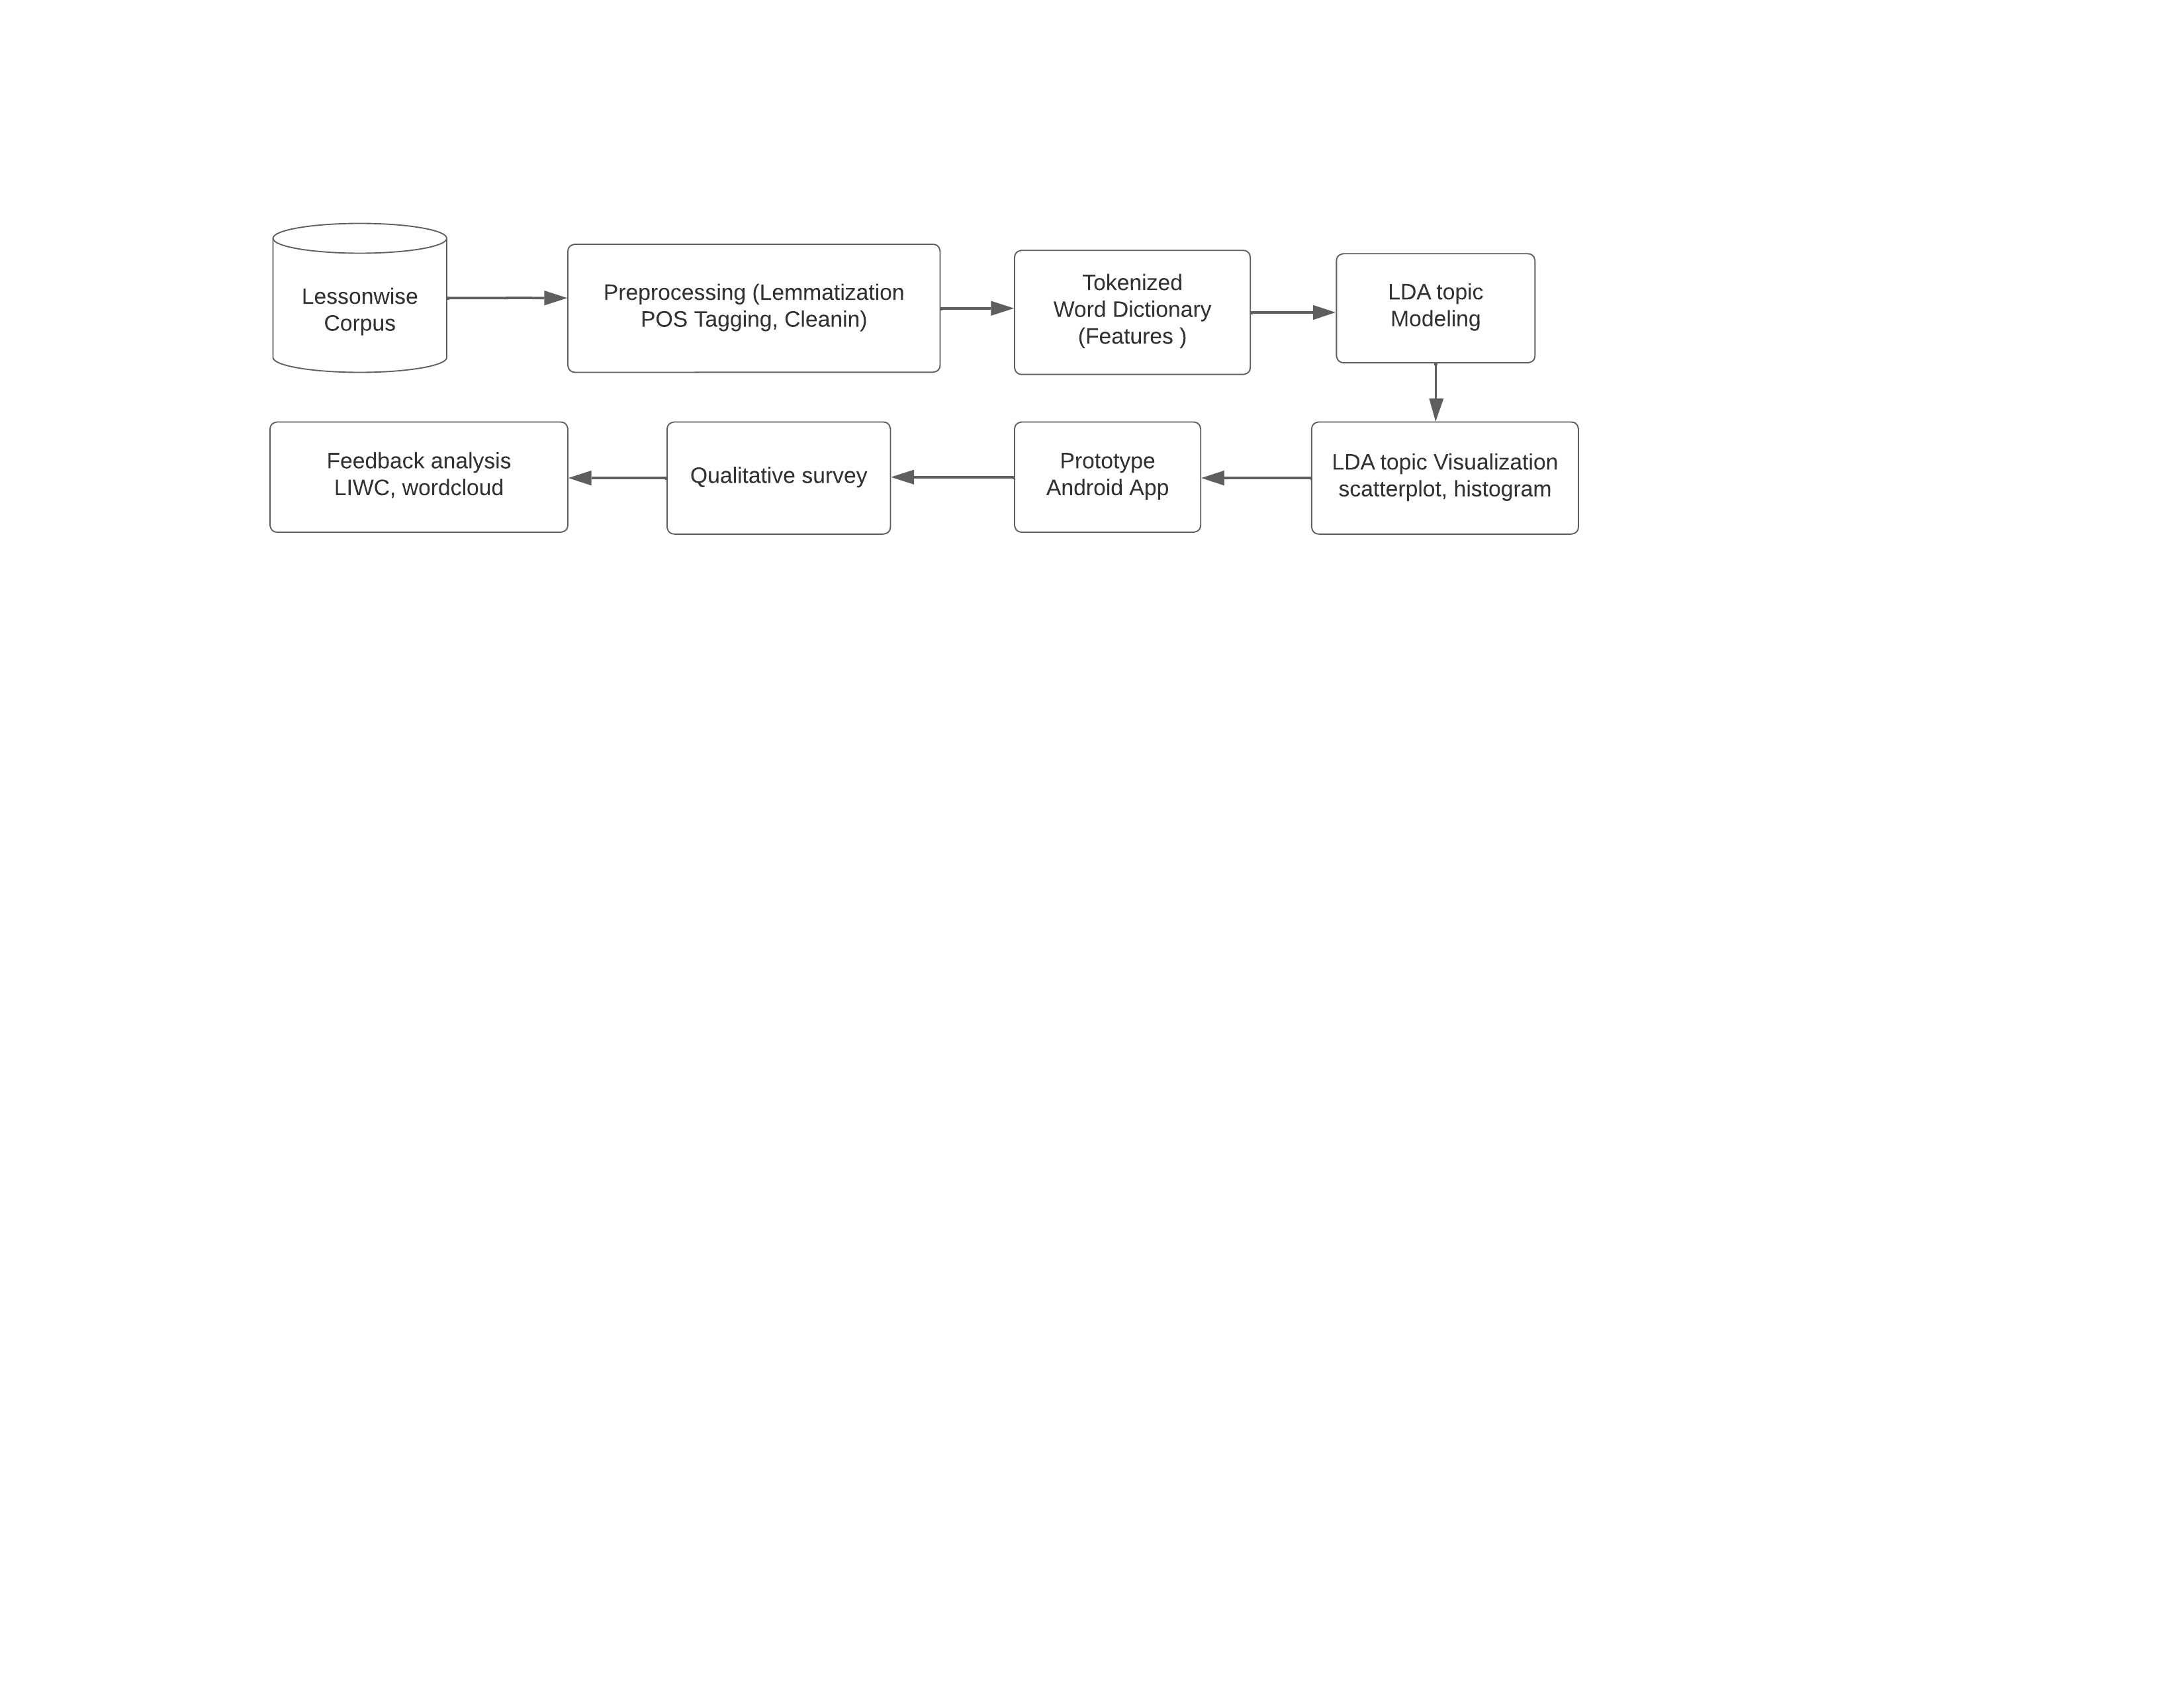 Lessonwise
Corpus
Preprocessing (Lemmatization
POS Tagging, Cleanin)
Tokenized
Word Dictionary
(Features )
LDA topic
Modeling
Feedback analysis
LIWC, wordcloud
Qualitative survey
Prototype
Android App
LDA topic Visualization
scatterplot, histogram